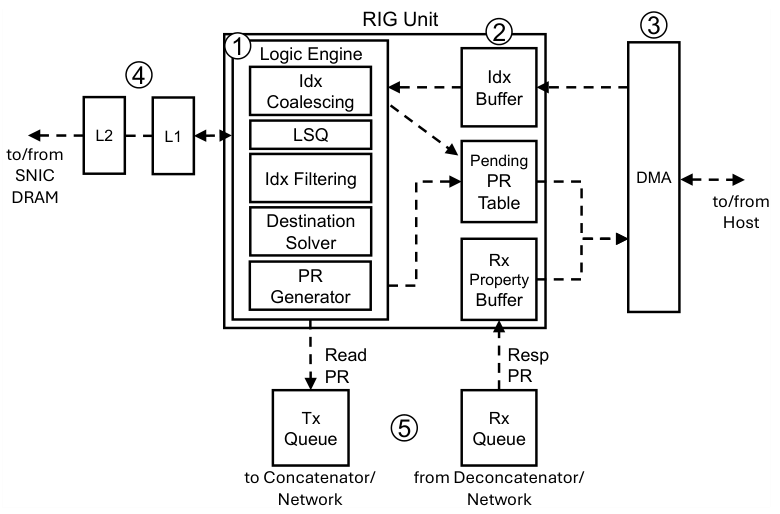 RIG Unit
1
Logic Engine
Idx
Coalescing
LSQ
Idx Filtering
Destination
Solver
PR
Generator
2
Idx
Buffer
Pending
PR
Table
Rx
Property
Buffer
3
DMA
to/from
Host
4
L2
L1
to/from
SNIC
DRAM
Read
PR
Resp
PR
Tx
Queue
5
Rx
Queue
to Concatenator/
Network
from Deconcatenator/
Network